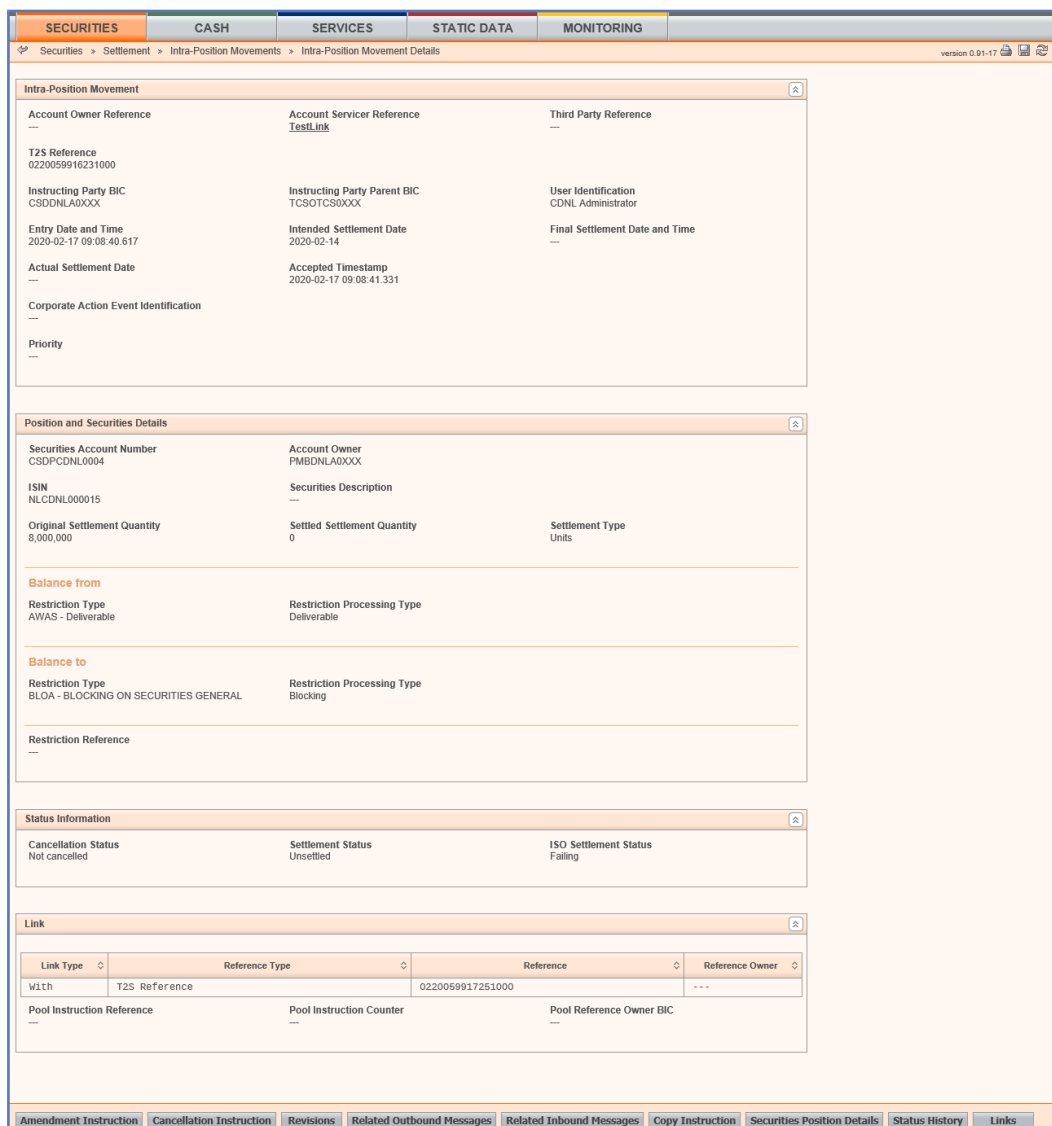 SECURITIES CASH SERVICES STATIC DATA MONITORING
Securities » Settlement » Intra-Position Movements » Intra-Position Movement Details version 0.91-17
Intra-Position Movement
Account Owner Reference Account Servicer Reference Third Party Reference
--- TestLink ---
T2S Reference
0220059916231000
Instructing Party BIC Instructing Party Parent BIC User Identification
CSDDNLA0XXX TCSOTCS0XXX CDNL Administrator
Entry Date and Time Intended Settlement Date Final Settlement Date and Time
2020-02-17 09:08:40.617 2020-02-14 ---
Actual Settlement Date Accepted Timestamp
--- 2020-02-17 09:08:41.331
Corporate Action Event Identification
---
Priority
---
Position and Securities Details
Securities Account Number Account Owner
CSDPCDNL0004 PMBDNLA0XXX
ISIN Securities Description
NLCDNL000015 ---
Original Settlement Quantity Settled Settlement Quantity Settlement Type
8,000,000 0 Units
Balance from
Restriction Type Restriction Processing Type
AWAS - Deliverable Deliverable
Balance to
Restriction Type Restriction Processing Type
BLOA - BLOCKING ON SECURITIES GENERAL Blocking
Restriction Reference
---
Status Information
Cancellation Status Settlement Status ISO Settlement Status
Not cancelled Unsettled Failing
Link
Link Type Reference Type Reference Reference Owner
With T2S Reference 0220059917251000 ---
Pool Instruction Reference Pool Instruction Counter Pool Reference Owner BIC
--- --- ---
Amendment Instruction Cancellation Instruction Revisions Related Outbound Messages Related Inbound Messages Copy Instruction Securities Position Details Status History Links